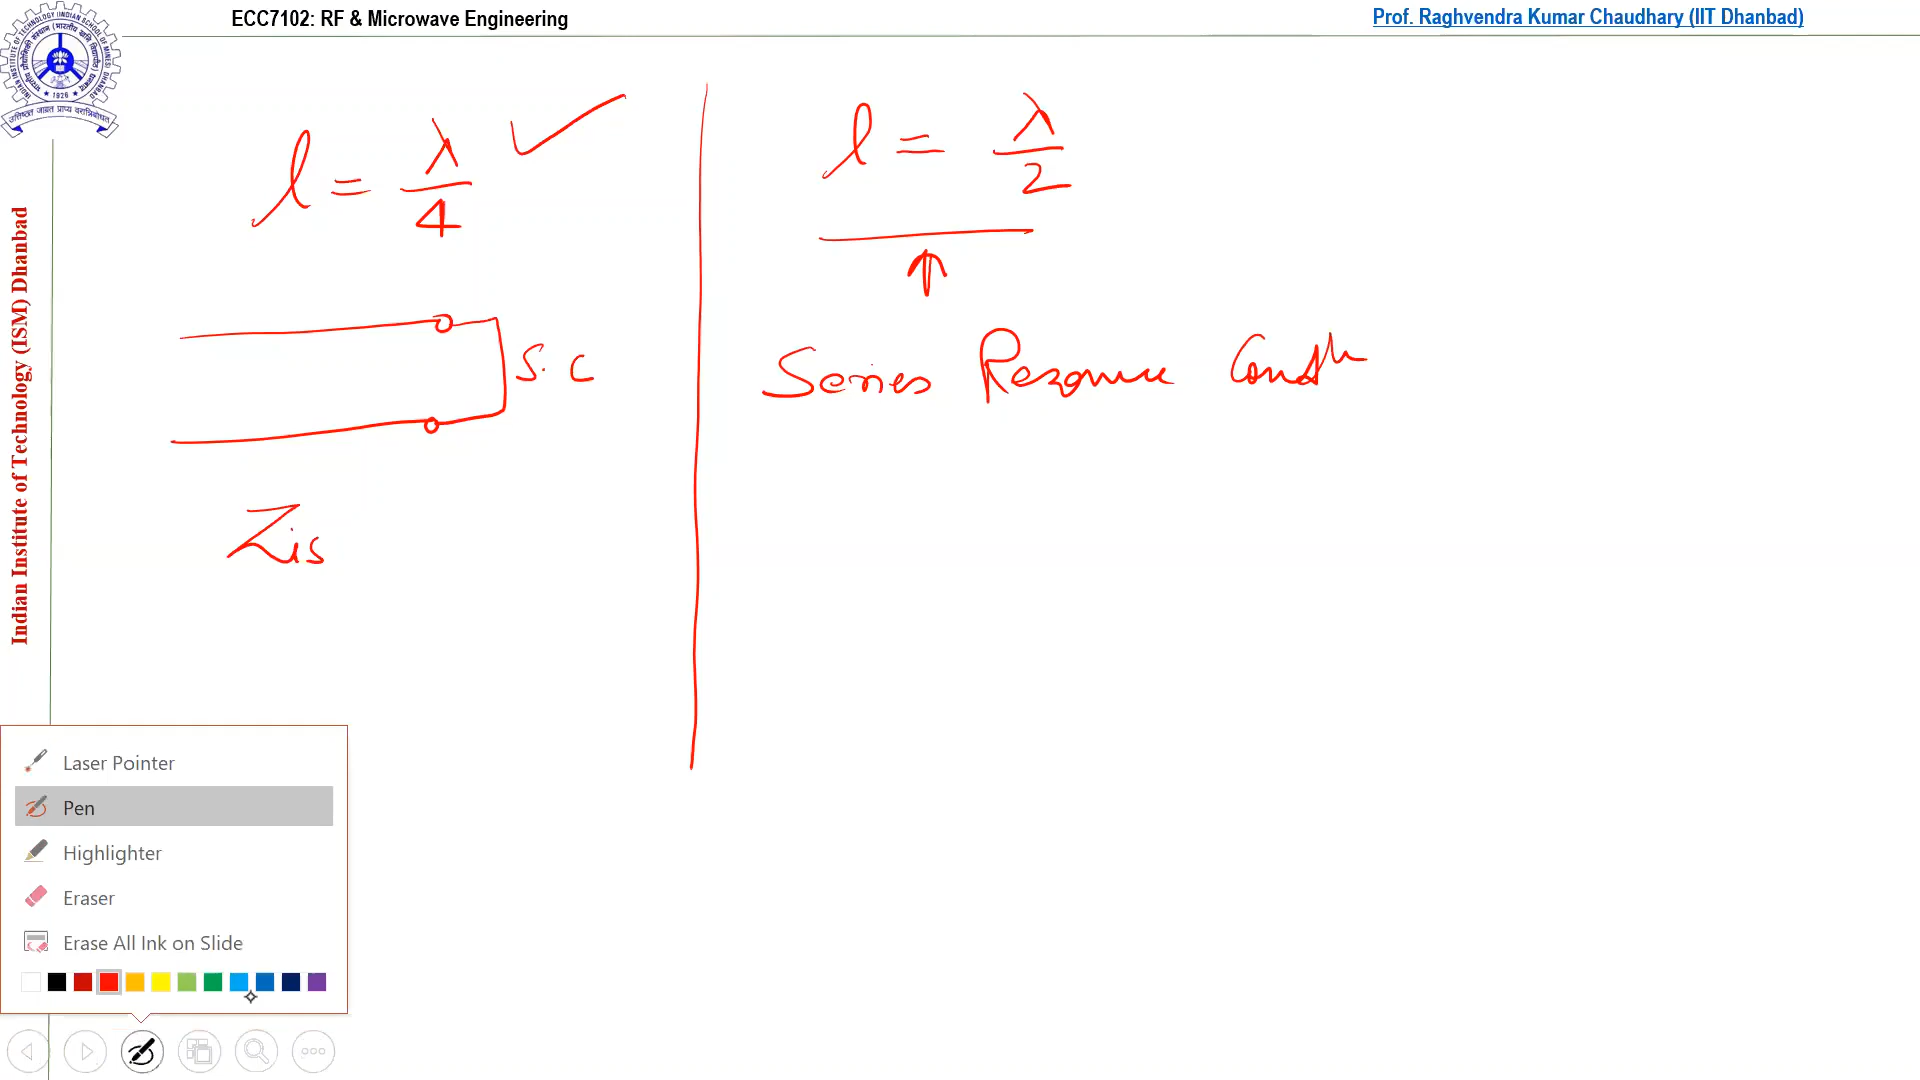 ECC7102: RF & Microwave Engineering
Prof. Raghvendra Kumar Chaudhary (IIT Dhanbad)
Indian Institute of Technology (ISM) Dhanbad
l = λ/4
S.C
Zis
l = λ/2
Series Resonance Condn
Laser Pointer
Pen
Highlighter
Eraser
Erase All Ink on Slide